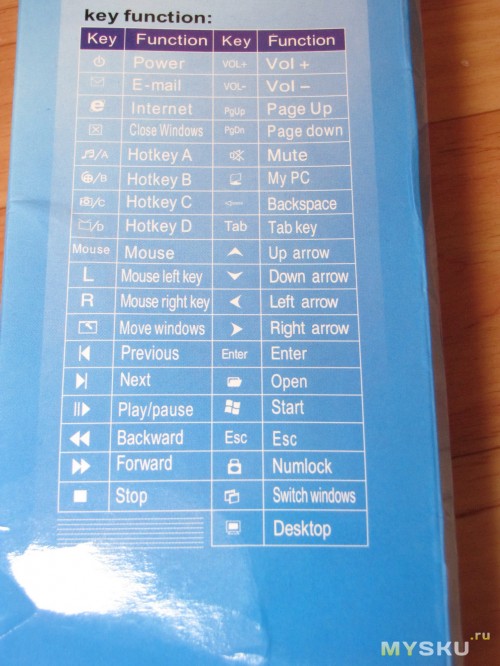 key function:
Key Function Key Function
Power VOL+ Vol +
E-mail VOL- Vol –
Internet PgUp Page Up
Close Windows PgDn Page down
/A Hotkey A Mute
/B Hotkey B My PC
/C Hotkey C Backspace
/D Hotkey D Tab Tab key
Mouse Mouse Up arrow
L Mouse left key Down arrow
R Mouse right key Left arrow
Move windows Right arrow
Previous Enter Enter
Next Open
Play/pause Start
Backward Esc Esc
Forward Numlock
Stop Switch windows
Desktop
MYSKU.ru